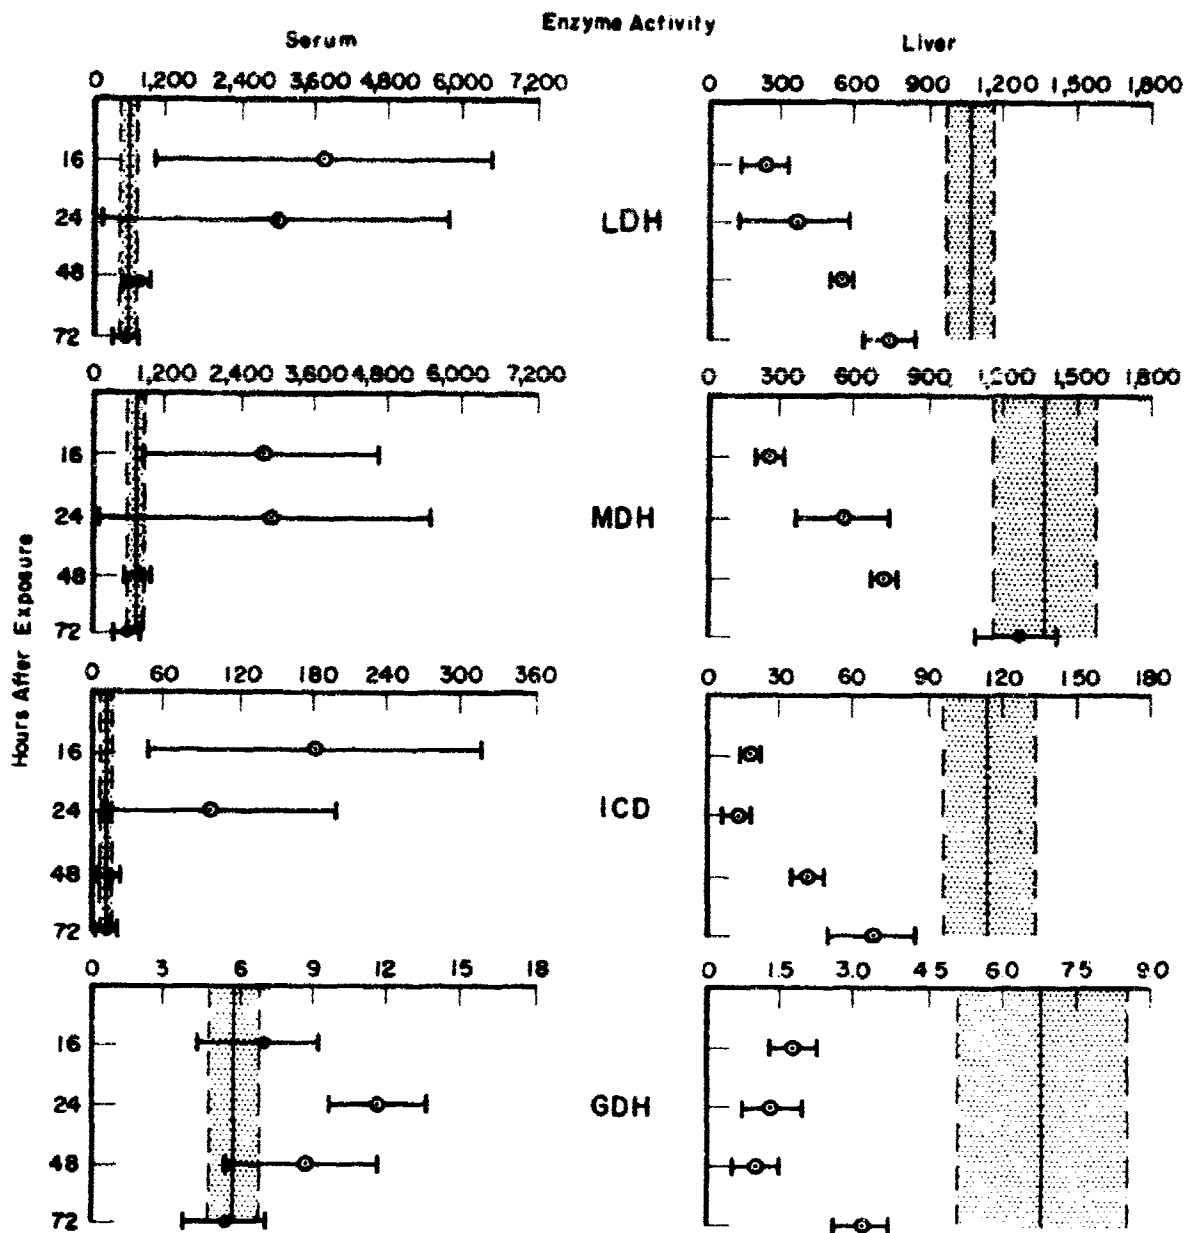 Enzyme Activity
Serum
Liver
0 1,200 2,400 3,600 4,800 6,000 7,200
0 300 600 900 1,200 1,500 1,800
16
24
48
72
LDH
0 1,200 2,400 3,600 4,800 6,000 7,200
0 300 600 900 1,200 1,500 1,800
16
24
48
72
MDH
Hours After Exposure
0 60 120 180 240 300 360
0 30 60 90 120 150 180
16
24
48
72
ICD
0 3 6 9 12 15 18
0 1.5 3.0 4 5 6.0 7 5 9.0
16
24
48
72
GDH